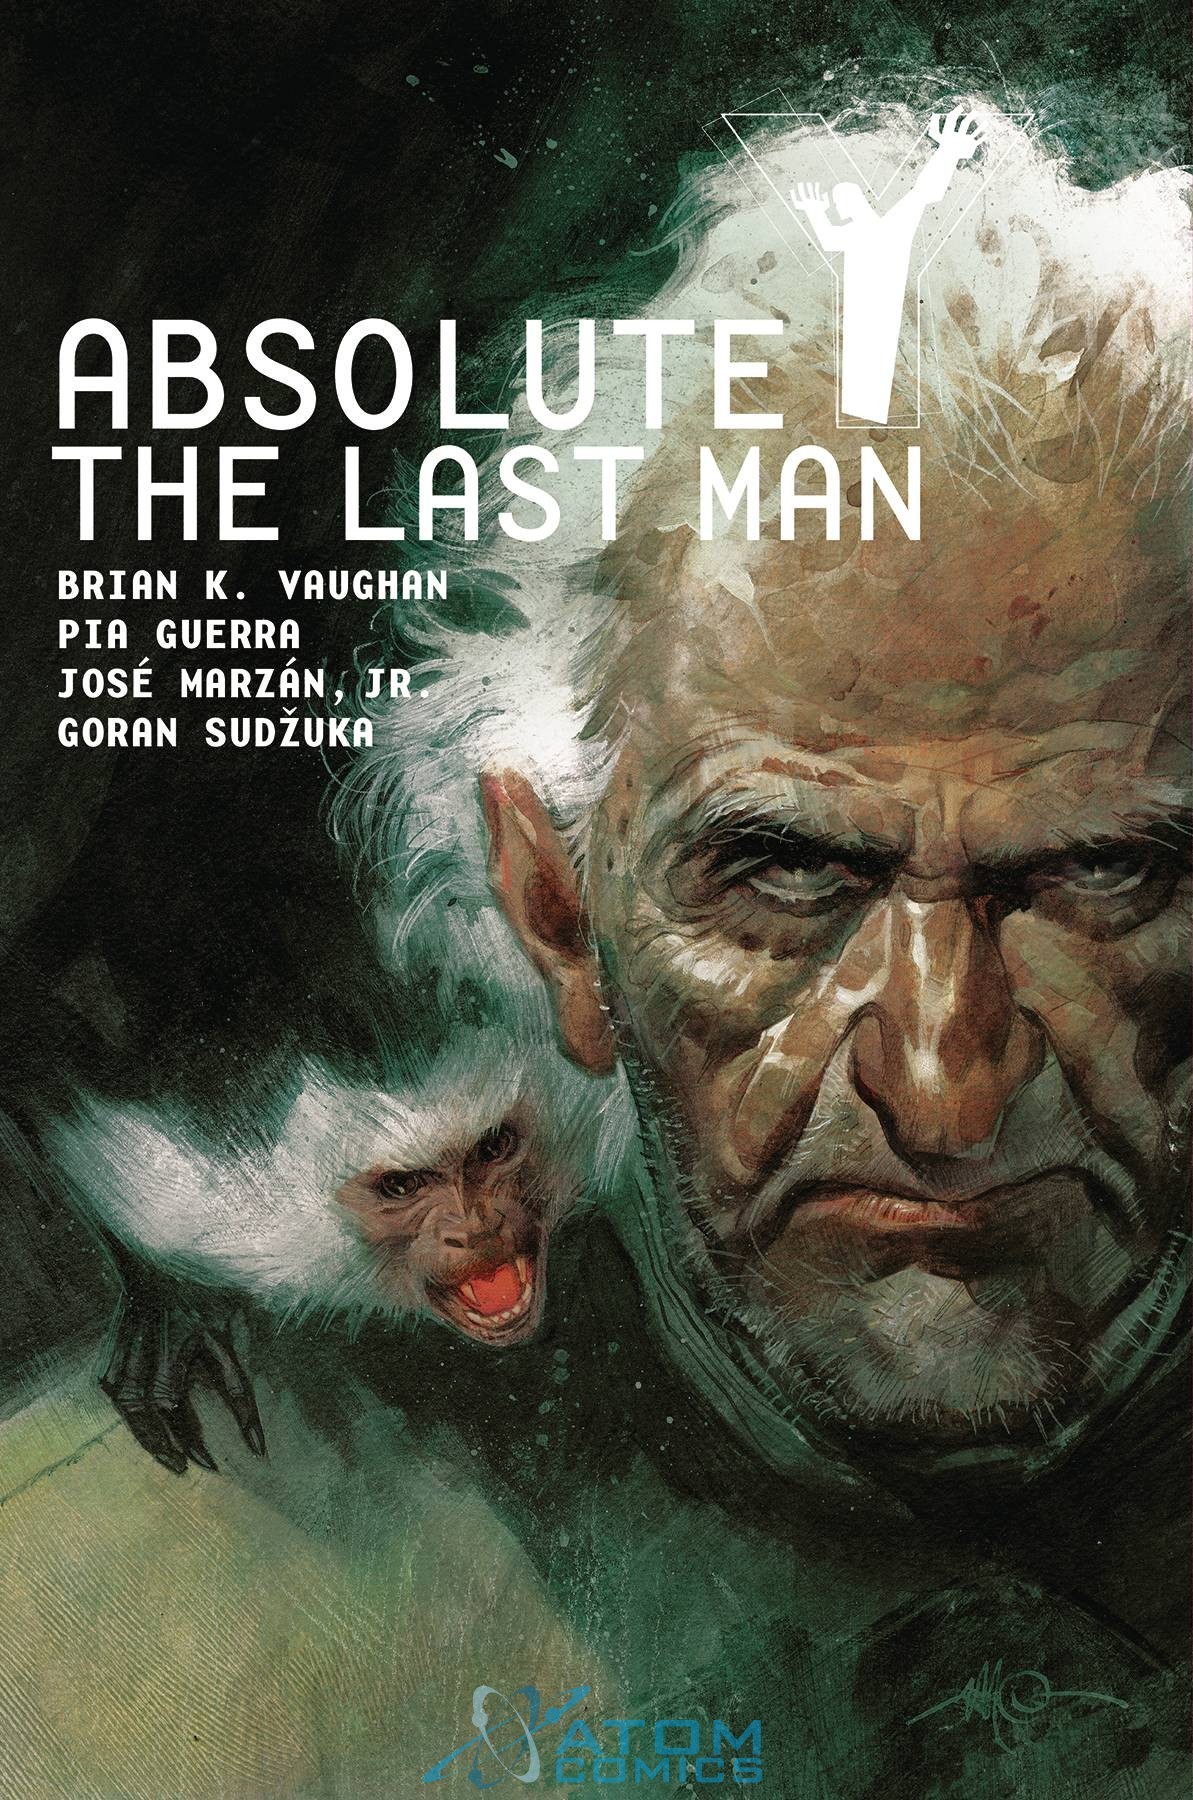 ABSOLUTE Y
THE LAST MAN
BRIAN K. VAUGHAN
PIA GUERRA
JOSÉ MARZÁN, JR.
GORAN SUDŽUKA
ATOM
COMICS